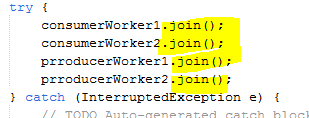 try {
consumerWorker1.join();
consumerWorker2.join();
prroducerWorker1.join();
prroducerWorker2.join();
} catch (InterruptedException e) {
// TODO Auto-generated catch block